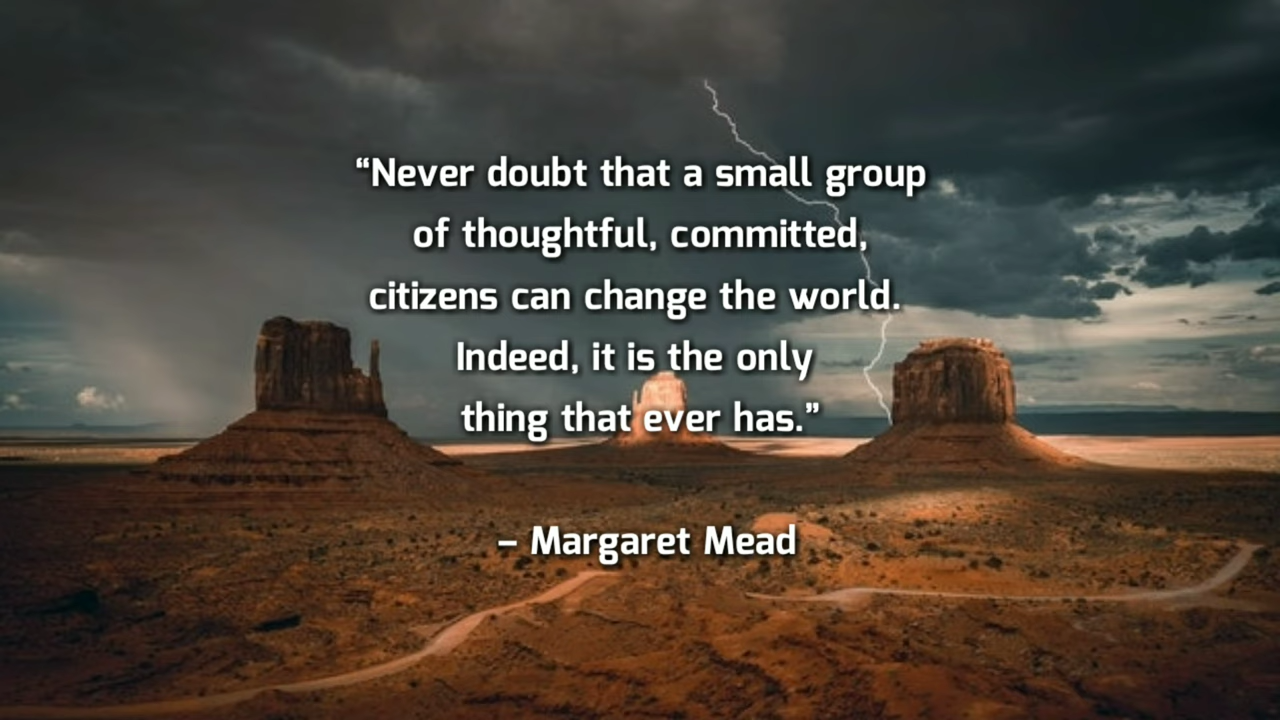 “Never doubt that a small group
of thoughtful, committed,
citizens can change the world.
Indeed, it is the only
thing that ever has.”
– Margaret Mead